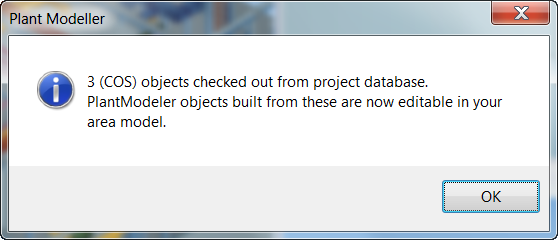 Plant Modeller
3 (COS) objects checked out from project database.
PlantModeler objects built from these are now editable in your
area model.
OK